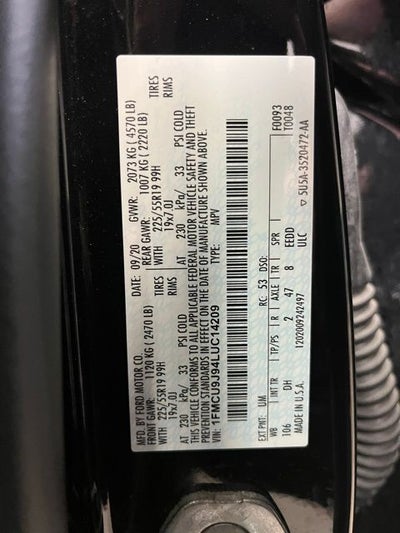 MFD. BY FORD MOTOR CO.
DATE: 09/20 GVWR: 2073 KG ( 4570 LB)
FRONT GAWR: 1120 KG ( 2470 LB) REAR GAWR: 1007 KG ( 2220 LB)
WITH 225/55R19 99H TIRES WITH 225/55R19 99H TIRES
19x7.0J RIMS 19x7.0J RIMS
AT 230 kPa/ 33 PSI COLD AT 230 kPa/ 33 PSI COLD
THIS VEHICLE CONFORMS TO ALL APPLICABLE FEDERAL MOTOR VEHICLE SAFETY AND THEFT
PREVENTION STANDARDS IN EFFECT ON THE DATE OF MANUFACTURE SHOWN ABOVE.
VIN: 1FMCU9J94LUC14209 TYPE: MPV
F0093
T0048
EXT PNT: UM RC: 53 DSO:
WB INT TR TP/PS R AXLE TR SPR
106 DH 2 47 8 EEDD
MADE IN U.S.A. 1202009242497 ULC
5U5A-3520472-AA